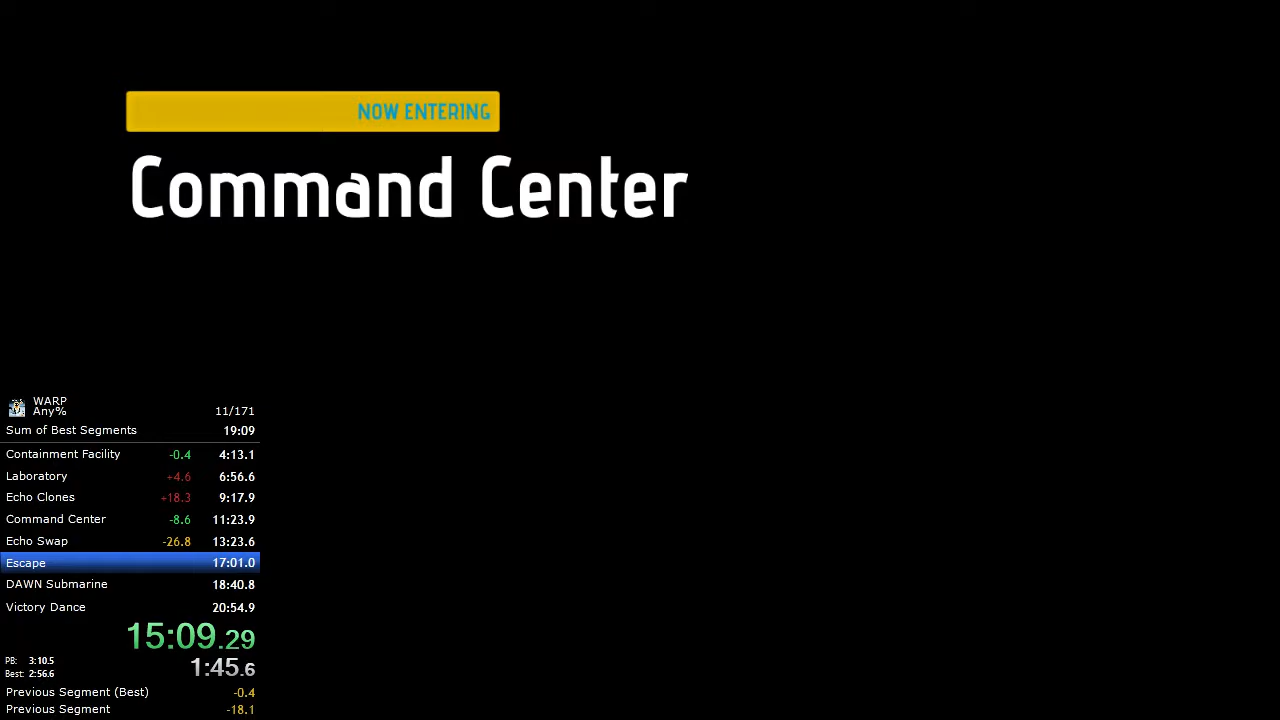 NOW ENTERING
Command Center
WARP
Any% 11/171
Sum of Best Segments 19:09
Containment Facility -0.4 4:13.1
Laboratory +4.6 6:56.6
Echo Clones +18.3 9:17.9
Command Center -8.6 11:23.9
Echo Swap -26.8 13:23.6
Escape 17:01.0
DAWN Submarine 18:40.8
Victory Dance 20:54.9
15:09.29
PB: 3:10.5 1:45.6
Best: 2:56.6
Previous Segment (Best) -0.4
Previous Segment -18.1